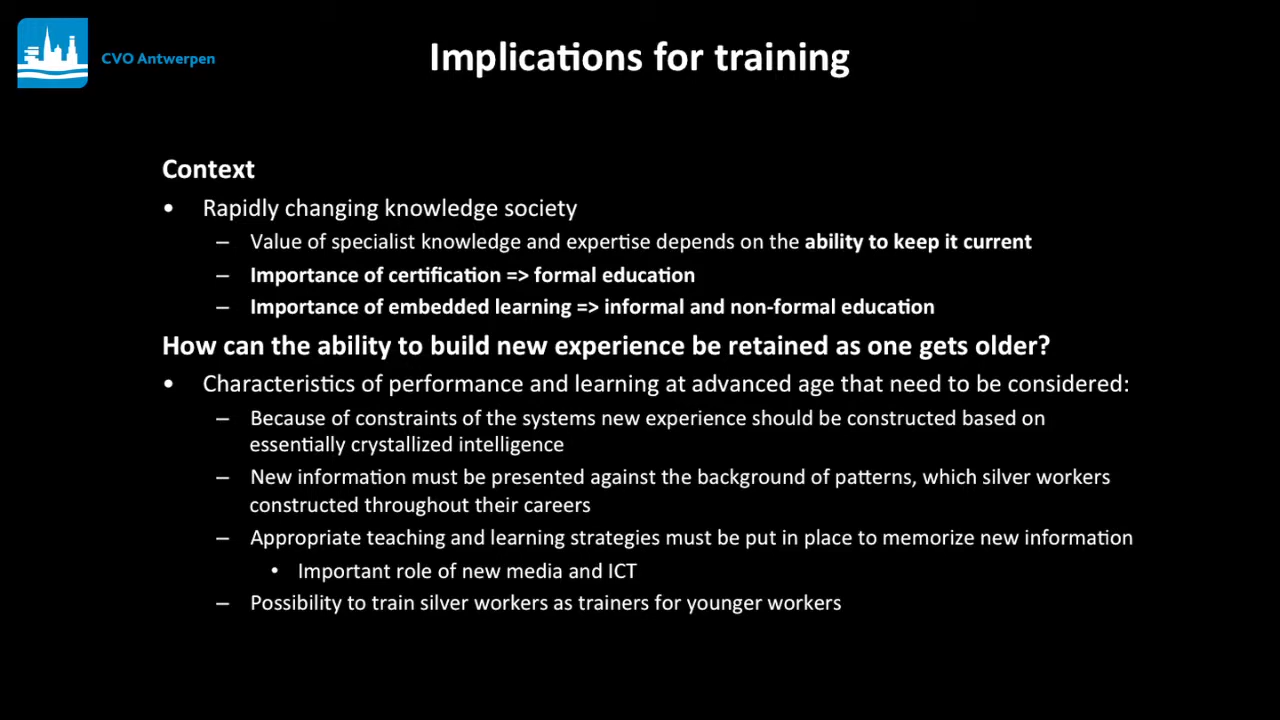 CVO Antwerpen
Implications for training
Context
• Rapidly changing knowledge society
– Value of specialist knowledge and expertise depends on the ability to keep it current
– Importance of certification => formal education
– Importance of embedded learning => informal and non-formal education
How can the ability to build new experience be retained as one gets older?
• Characteristics of performance and learning at advanced age that need to be considered:
– Because of constraints of the systems new experience should be constructed based on
essentially crystallized intelligence
– New information must be presented against the background of patterns, which silver workers
constructed throughout their careers
– Appropriate teaching and learning strategies must be put in place to memorize new information
• Important role of new media and ICT
– Possibility to train silver workers as trainers for younger workers